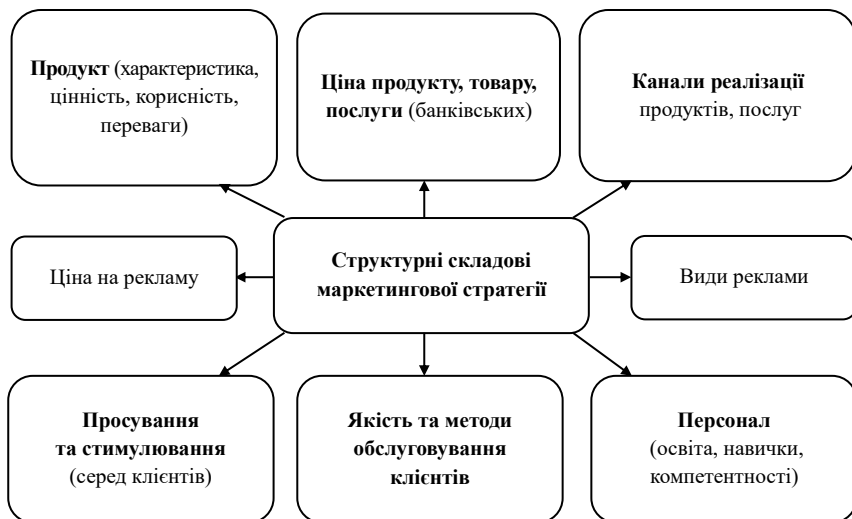 Продукт (характеристика,
цінність, корисність,
переваги)
Ціна продукту, товару,
послуги (банківських)
Канали реалізації
продуктів, послуг
Ціна на рекламу
Структурні складові
маркетингової стратегії
Види реклами
Просування
та стимулювання
(серед клієнтів)
Якість та методи
обслуговування
клієнтів
Персонал
(освіта, навички,
компетентності)